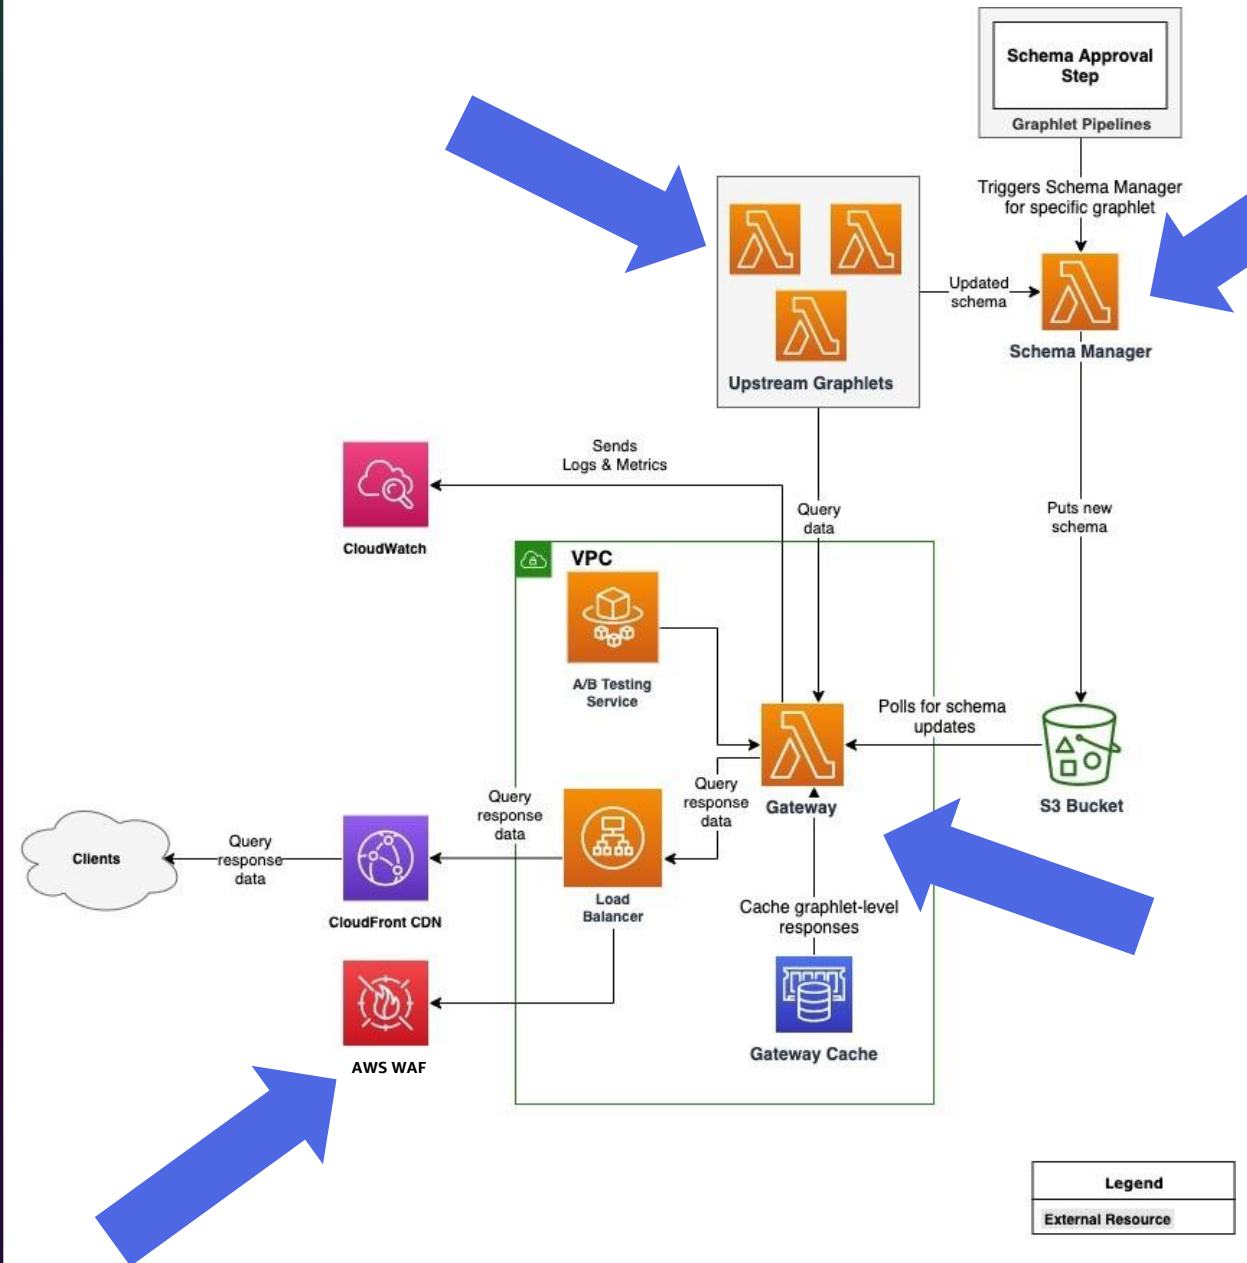 Schema Approval
Step
Graphlet Pipelines
Triggers Schema Manager
for specific graphlet
Updated
schema
Schema Manager
Upstream Graphlets
Sends
Logs & Metrics
CloudWatch
Query
data
Puts new
schema
VPC
A/B Testing
Service
Polls for schema
updates
S3 Bucket
Gateway
Query
response
data
Query
response
data
Load
Balancer
Query
response
data
Clients
CloudFront CDN
Cache graphlet-level
responses
Gateway Cache
AWS WAF
Legend
External Resource